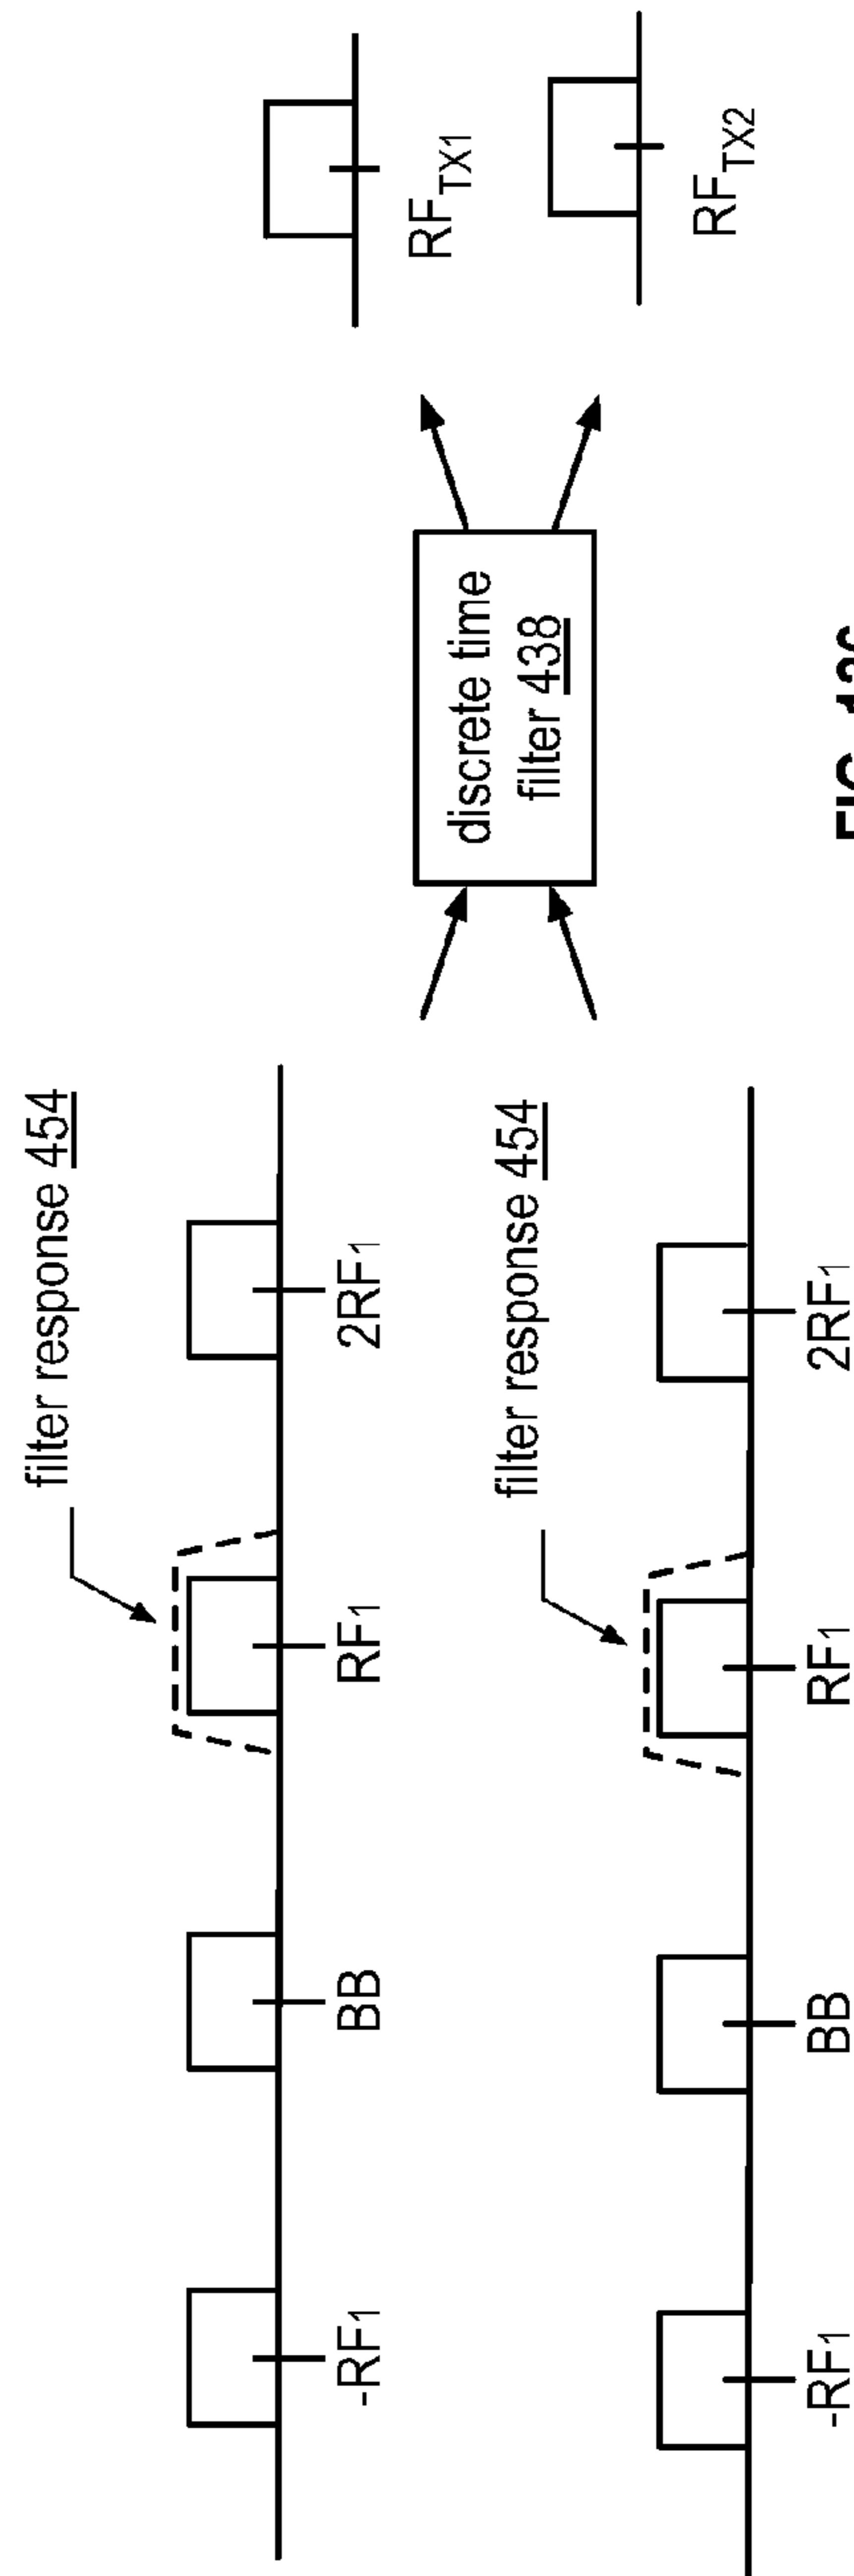 filter response 454
-RF1
BB
RF1
2RF1
filter response 454
-RF1
BB
RF1
2RF1
discrete time
filter 438
RFTX1
RFTX2